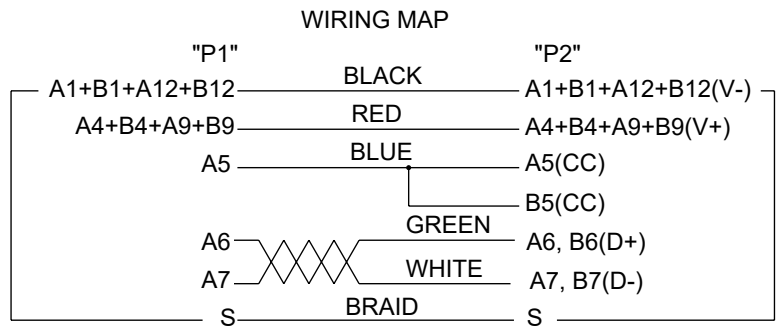 WIRING MAP
"P1" "P2"
A1+B1+A12+B12 BLACK A1+B1+A12+B12(V-)
A4+B4+A9+B9 RED A4+B4+A9+B9(V+)
A5 BLUE A5(CC)
B5(CC)
A6 GREEN A6, B6(D+)
A7 WHITE A7, B7(D-)
S BRAID S